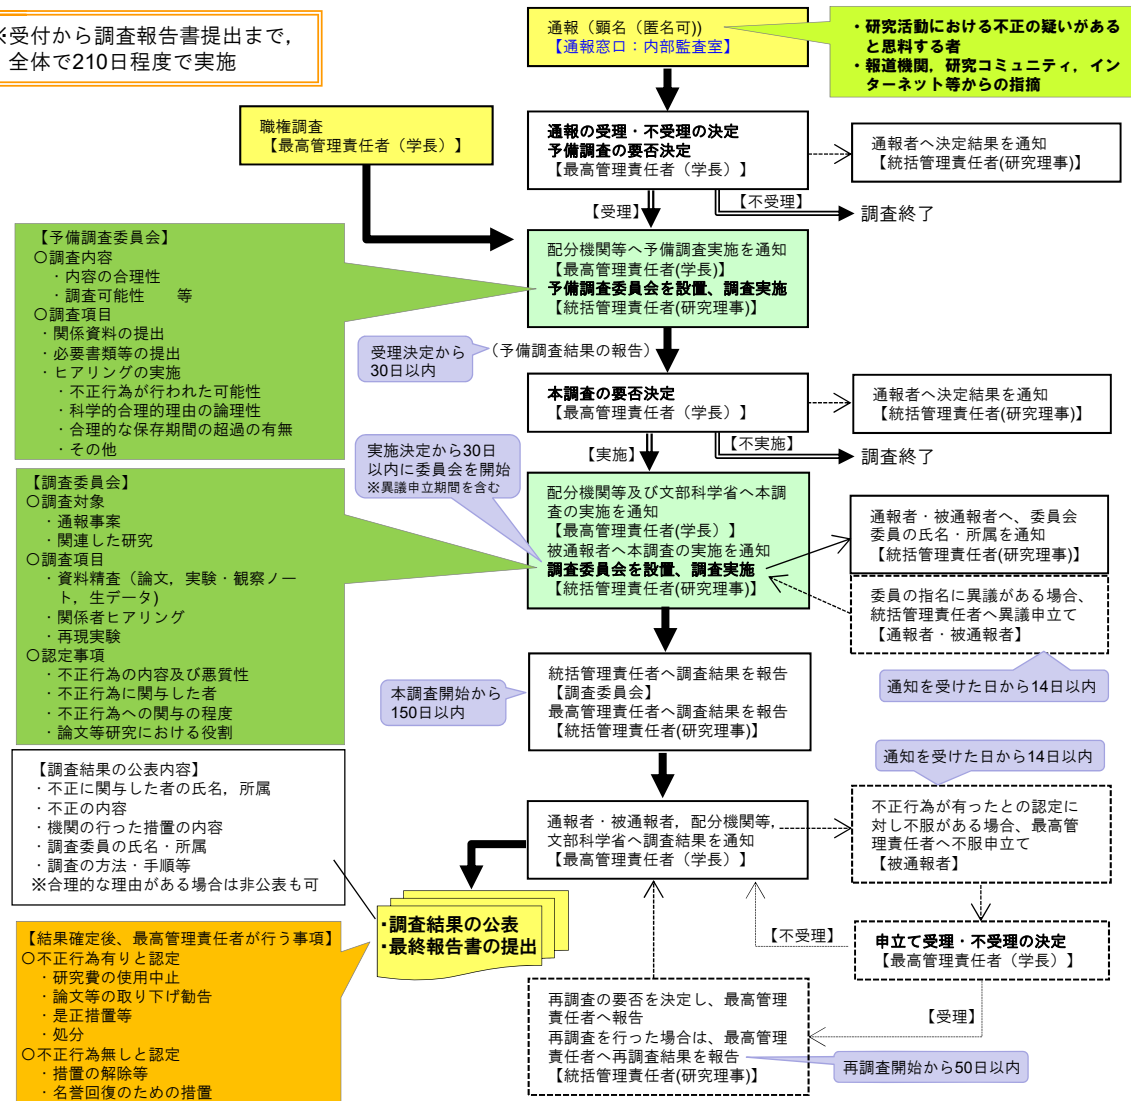 ※受付から調査報告書提出まで，
全体で210日程度で実施
通報（顕名（匿名可））
【通報窓口：内部監査室】
・研究活動における不正の疑いがある
と思料する者
・報道機関，研究コミュニティ，イン
ターネット等からの指摘
職権調査
【最高管理責任者（学長）】
通報の受理・不受理の決定
予備調査の要否決定
【最高管理責任者（学長）】
通報者へ決定結果を通知
【統括管理責任者(研究理事)】
【受理】
【不受理】
調査終了
【予備調査委員会】
○調査内容
・内容の合理性
・調査可能性　　等
○調査項目
・関係資料の提出
・必要書類等の提出
・ヒアリングの実施
・不正行為が行われた可能性
・科学的合理的理由の論理性
・合理的な保存期間の超過の有無
・その他
配分機関等へ予備調査実施を通知
【最高管理責任者(学長)】
予備調査委員会を設置、調査実施
【統括管理責任者(研究理事)】
受理決定から
30日以内
（予備調査結果の報告）
本調査の要否決定
【最高管理責任者（学長）】
通報者へ決定結果を通知
【統括管理責任者(研究理事)】
【実施】
【不実施】
調査終了
実施決定から30日
以内に委員会を開始
※異議申立期間を含む
【調査委員会】
○調査対象
・通報事案
・関連した研究
○調査項目
・資料精査（論文，実験・観察ノー
ト，生データ)
・関係者ヒアリング
・再現実験
○認定事項
・不正行為の内容及び悪質性
・不正行為に関与した者
・不正行為への関与の程度
・論文等研究における役割
配分機関等及び文部科学省へ本調
査の実施を通知
【最高管理責任者(学長)】
被通報者へ本調査の実施を通知
調査委員会を設置、調査実施
【統括管理責任者(研究理事)】
通報者・被通報者へ、委員会
委員の氏名・所属を通知
【統括管理責任者(研究理事)】
委員の指名に異議がある場合、
統括管理責任者へ異議申立て
【通報者・被通報者】
通知を受けた日から14日以内
本調査開始から
150日以内
統括管理責任者へ調査結果を報告
【調査委員会】
最高管理責任者へ調査結果を報告
【統括管理責任者(研究理事)】
【調査結果の公表内容】
・不正に関与した者の氏名，所属
・不正の内容
・機関の行った措置の内容
・調査委員の氏名・所属
・調査の方法・手順等
※合理的な理由がある場合は非公表も可
通報者・被通報者，配分機関等，
文部科学省へ調査結果を通知
【最高管理責任者（学長）】
通知を受けた日から14日以内
不正行為が有ったとの認定に
対し不服がある場合、最高管
理責任者へ不服申立て
【被通報者】
・調査結果の公表
・最終報告書の提出
【不受理】
申立て受理・不受理の決定
【最高管理責任者（学長）】
【受理】
【結果確定後、最高管理責任者が行う事項】
○不正行為有りと認定
・研究費の使用中止
・論文等の取り下げ勧告
・是正措置等
・処分
○不正行為無しと認定
・措置の解除等
・名誉回復のための措置
再調査の要否を決定し、最高管理
責任者へ報告
再調査を行った場合は、最高管理
責任者へ再調査結果を報告
【統括管理責任者(研究理事)】
再調査開始から50日以内